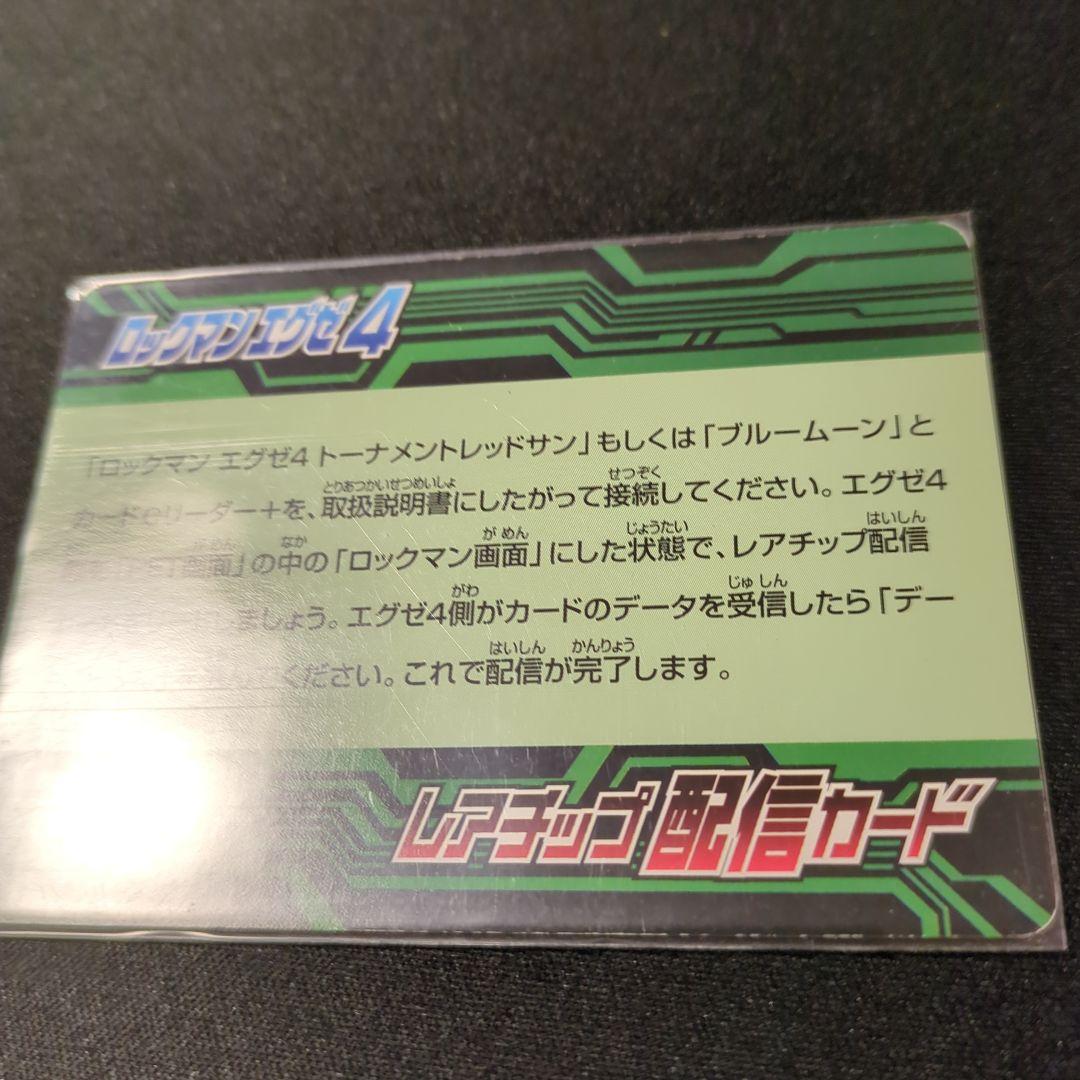 ロックマン エグゼ4
「ロックマン エグゼ4 トーナメントレッドサン」もしくは「ブルームーン」と
とりあつかいせつめいしょ せつぞく
カードeリーダー+を、取扱説明書にしたがって接続してください。エグゼ4
なか が めん じょうたい はいしん
画面」の中の「ロックマン画面」にした状態で、レアチップ配信
がわ じゅ しん
ましょう。エグゼ4側がカードのデータを受信したら「デー
はいしん かんりょう
ください。これで配信が完了します。
レアチップ配信カード